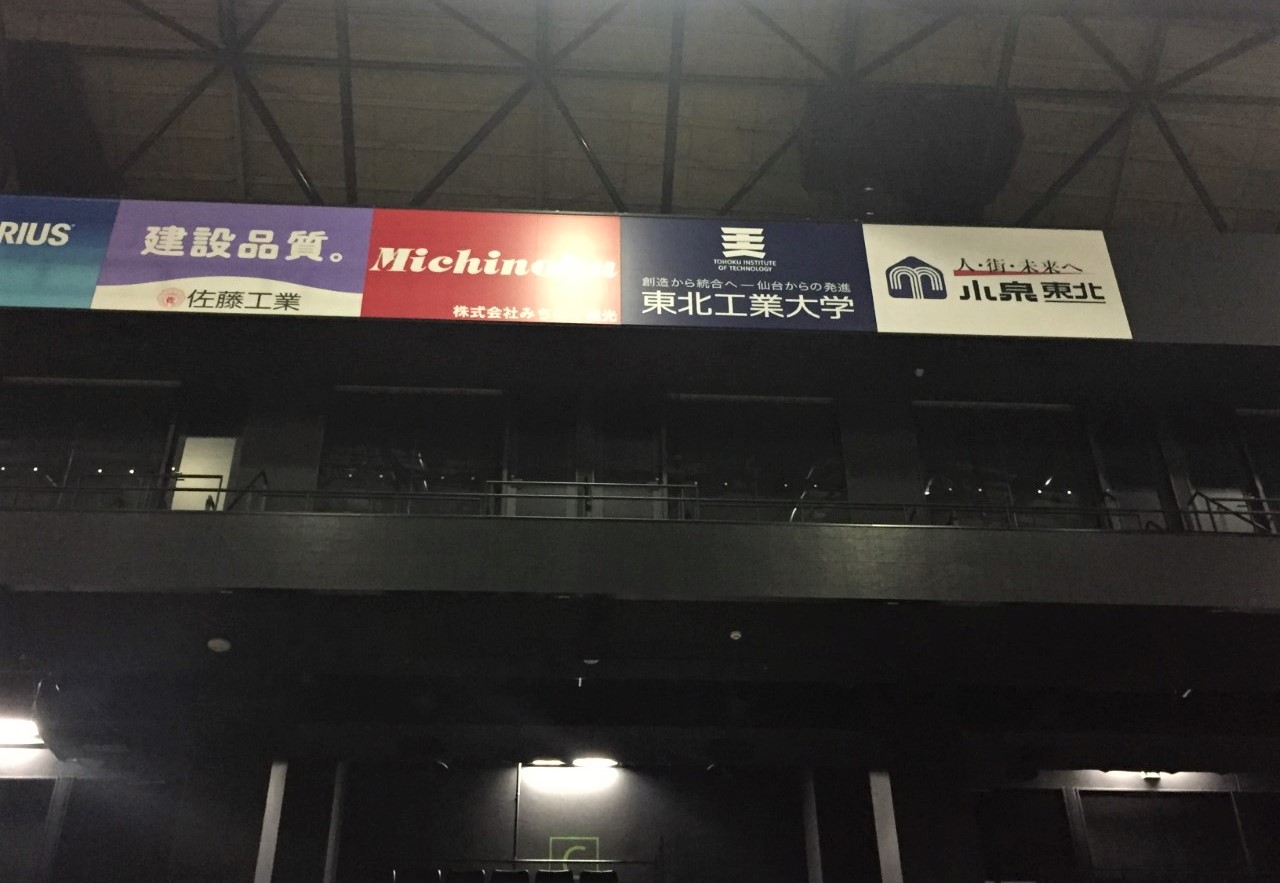 RIUS
建設品質。
佐藤工業
Michinoku
株式会社みち 光
TOHOKU INSTITUTE
OF TECHNOLOGY
創造から統合へ ― 仙台からの発進
東北工業大学
人・街・未来へ
小泉東北
C